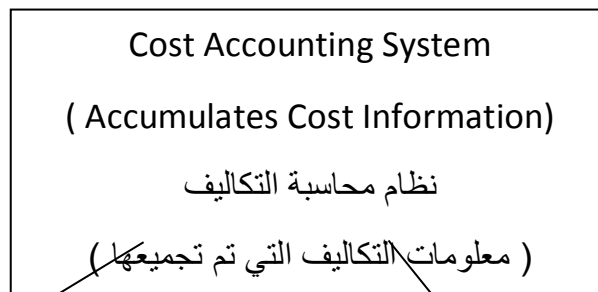 Cost Accounting System
( Accumulates Cost Information)
نظام محاسبة التكاليف
( معلومات التكاليف التي تم تجميعها )